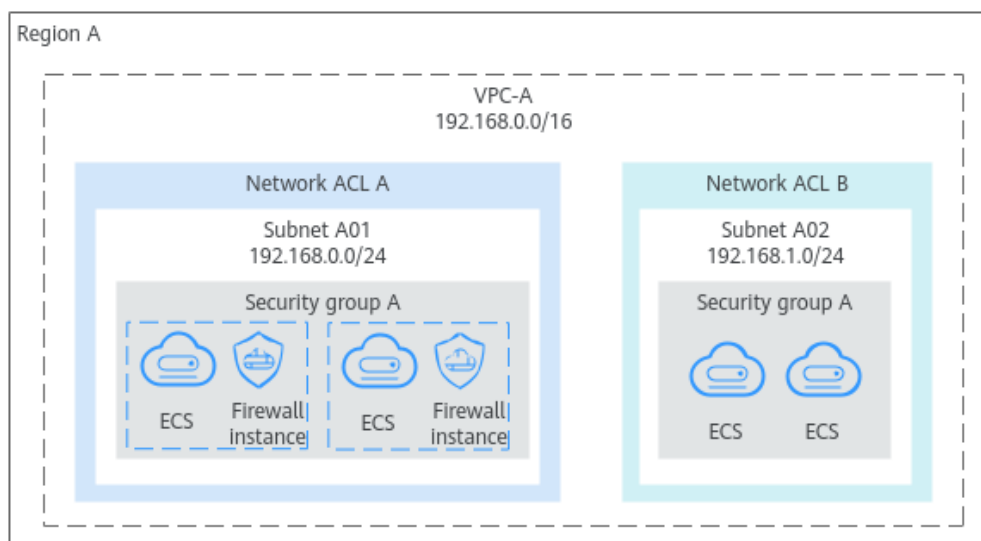 Region A
VPC-A
192.168.0.0/16
Network ACL A
Subnet A01
192.168.0.0/24
Security group A
ECS
Firewall
instance
ECS
Firewall
instance
Network ACL B
Subnet A02
192.168.1.0/24
Security group A
ECS
ECS